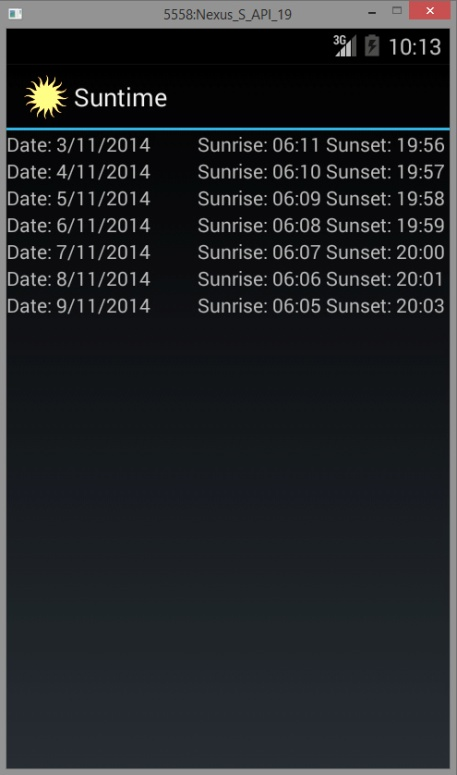 5558:Nexus_S_API_19
3G 10:13
Suntime
Date: 3/11/2014 Sunrise: 06:11 Sunset: 19:56
Date: 4/11/2014 Sunrise: 06:10 Sunset: 19:57
Date: 5/11/2014 Sunrise: 06:09 Sunset: 19:58
Date: 6/11/2014 Sunrise: 06:08 Sunset: 19:59
Date: 7/11/2014 Sunrise: 06:07 Sunset: 20:00
Date: 8/11/2014 Sunrise: 06:06 Sunset: 20:01
Date: 9/11/2014 Sunrise: 06:05 Sunset: 20:03